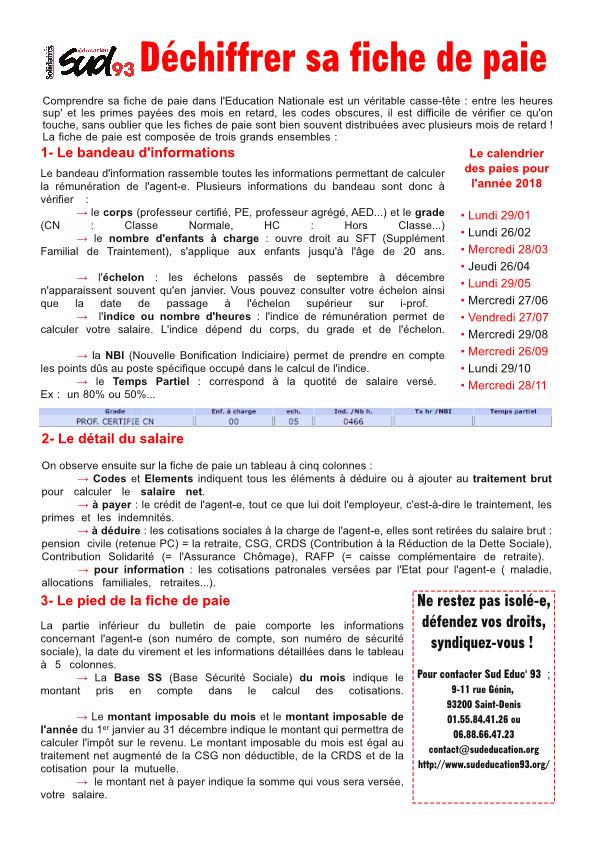 Solidaires
éducation
Sud 93
Déchiffrer sa fiche de paie
Comprendre sa fiche de paie dans l'Education Nationale est un véritable casse-tête : entre les heures
sup' et les primes payées des mois en retard, les codes obscures, il est difficile de vérifier ce qu'on
touche, sans oublier que les fiches de paie sont bien souvent distribuées avec plusieurs mois de retard !
La fiche de paie est composée de trois grands ensembles :
1- Le bandeau d'informations
Le bandeau d'information rassemble toutes les informations permettant de calculer
la rémunération de l'agent-e. Plusieurs informations du bandeau sont donc à
vérifier :
→ le corps (professeur certifié, PE, professeur agrégé, AED...) et le grade
(CN : Classe Normale, HC : Hors Classe...)
→ le nombre d'enfants à charge : ouvre droit au SFT (Supplément
Familial de Traintement), s'applique aux enfants jusqu'à l'âge de 20 ans.
→ l'échelon : les échelons passés de septembre à décembre
n'apparaissent souvent qu'en janvier. Vous pouvez consulter votre échelon ainsi
que la date de passage à l'échelon supérieur sur i-prof.
→ l'indice ou nombre d'heures : l'indice de rémunération permet de
calculer votre salaire. L'indice dépend du corps, du grade et de l'échelon.
→ la NBI (Nouvelle Bonification Indiciaire) permet de prendre en compte
les points dûs au poste spécifique occupé dans le calcul de l'indice.
→ le Temps Partiel : correspond à la quotité de salaire versé.
Ex : un 80% ou 50%...
Le calendrier
des paies pour
l'année 2018
• Lundi 29/01
• Lundi 26/02
• Mercredi 28/03
• Jeudi 26/04
• Lundi 29/05
• Mercredi 27/06
• Vendredi 27/07
• Mercredi 29/08
• Mercredi 26/09
• Lundi 29/10
• Mercredi 28/11
Grade Enf. à charge ech. Ind. /Nb h. Tx hr /NBI Temps partiel
PROF. CERTIFIE CN 00 05 0466
2- Le détail du salaire
On observe ensuite sur la fiche de paie un tableau à cinq colonnes :
→ Codes et Elements indiquent tous les éléments à déduire ou à ajouter au traitement brut
pour calculer le salaire net.
→ à payer : le crédit de l'agent-e, tout ce que lui doit l'employeur, c'est-à-dire le traintement, les
primes et les indemnités.
→ à déduire : les cotisations sociales à la charge de l'agent-e, elles sont retirées du salaire brut :
pension civile (retenue PC) = la retraite, CSG, CRDS (Contribution à la Réduction de la Dette Sociale),
Contribution Solidarité (= l'Assurance Chômage), RAFP (= caisse complémentaire de retraite).
→ pour information : les cotisations patronales versées par l'Etat pour l'agent-e ( maladie,
allocations familiales, retraites...).
3- Le pied de la fiche de paie
La partie inférieur du bulletin de paie comporte les informations
concernant l'agent-e (son numéro de compte, son numéro de sécurité
sociale), la date du virement et les informations détaillées dans le tableau
à 5 colonnes.
→ La Base SS (Base Sécurité Sociale) du mois indique le
montant pris en compte dans le calcul des cotisations.
→ Le montant imposable du mois et le montant imposable de
l'année du 1er janvier au 31 décembre indique le montant qui permettra de
calculer l'impôt sur le revenu. Le montant imposable du mois est égal au
traitement net augmenté de la CSG non déductible, de la CRDS et de la
cotisation pour la mutuelle.
→ le montant net à payer indique la somme qui vous sera versée,
votre salaire.
Ne restez pas isolé-e,
défendez vos droits,
syndiquez-vous !
Pour contacter Sud Educ' 93 ;
9-11 rue Génin,
93200 Saint-Denis
01.55.84.41.26 ou
06.88.66.47.23
contact@sudeducation.org
http://www.sudeducation93.org/